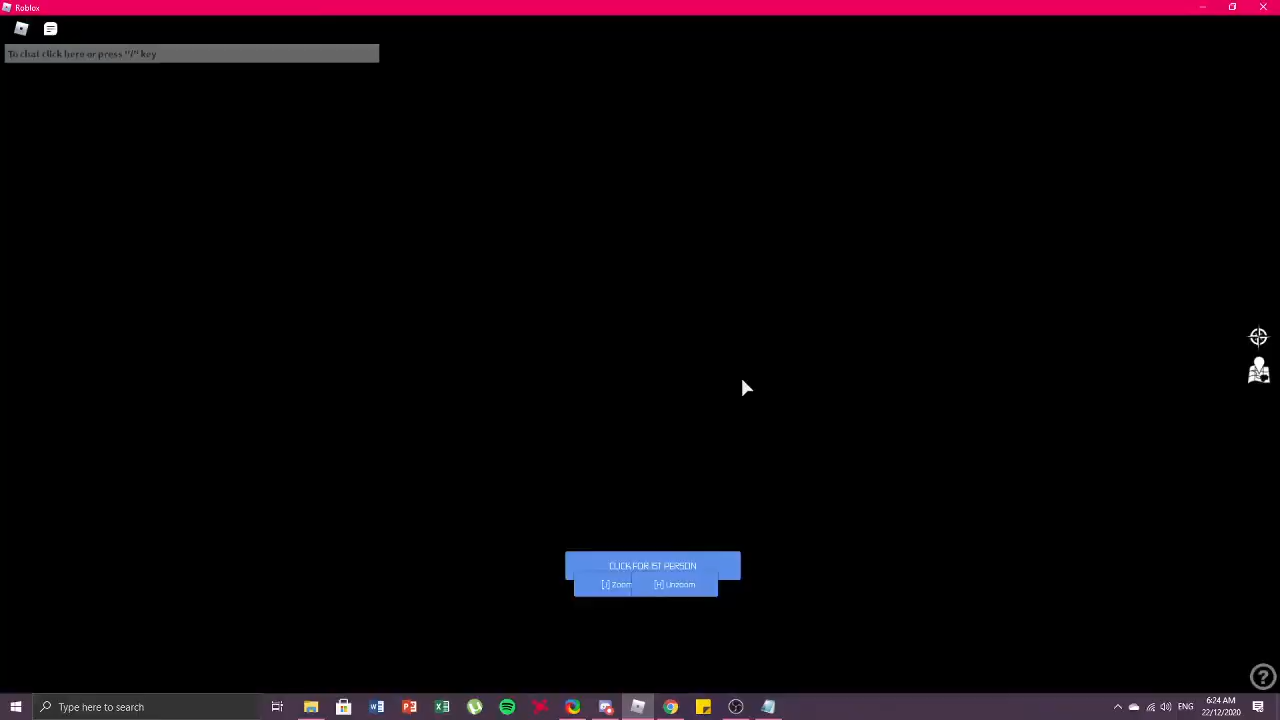 Roblox
To chat click here or press "/" key
CLICK FOR 1ST PERSON
[J] Zoom
[H] Unzoom
Type here to search
ENG
6:24 AM
22/12/2020